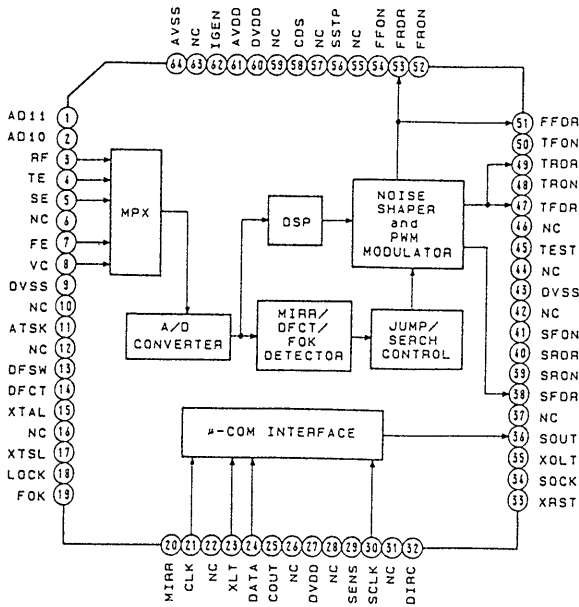 AVSS NC IGEN AVDD DVDD NC CDS NC SSTP NC FFON FRDR FRON
64 63 62 61 60 59 58 57 56 55 54 53 52
AD11 1
AD10 2
RF 3
TE 4
SE 5
NC 6
FE 7
VC 8
DVSS 9
NC 10
ATSK 11
NC 12
DFSW 13
DFCT 14
XTAL 15
NC 16
XTSL 17
LOCK 18
FOK 19
MPX
A/D
CONVERTER
DSP
MIRR/
DFCT/
FOK
DETECTOR
NOISE
SHAPER
and
PWM
MODULATOR
JUMP/
SERCH
CONTROL
μ-COM INTERFACE
51 FFDR
50 TFON
49 TRDR
48 TRON
47 TFDR
46 NC
45 TEST
44 NC
43 DVSS
42 NC
41 SFON
40 SRDR
39 SRON
38 SFDR
37 NC
36 SOUT
35 XOLT
34 SOCK
33 XRST
20 21 22 23 24 25 26 27 28 29 30 31 32
MIRR CLK NC XLT DATA COUT NC DVDD NC SENS SCLK NC DIRC